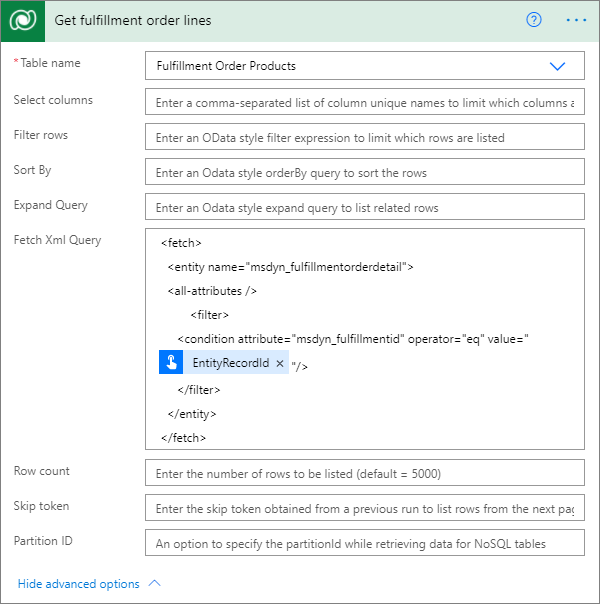 Get fulfillment order lines
*Table name
Fulfillment Order Products
Select columns
Enter a comma-separated list of column unique names to limit which columns a
Filter rows
Enter an OData style filter expression to limit which rows are listed
Sort By
Enter an Odata style orderBy query to sort the rows
Expand Query
Enter an Odata style expand query to list related rows
Fetch Xml Query
<fetch>
<entity name="msdyn_fulfillmentorderdetail">
<all-attributes />
<filter>
<condition attribute="msdyn_fulfillmentid" operator="eq" value="
EntityRecordId × "/>
</filter>
</entity>
</fetch>
Row count
Enter the number of rows to be listed (default = 5000)
Skip token
Enter the skip token obtained from a previous run to list rows from the next pag
Partition ID
An option to specify the partitionId while retrieving data for NoSQL tables
Hide advanced options